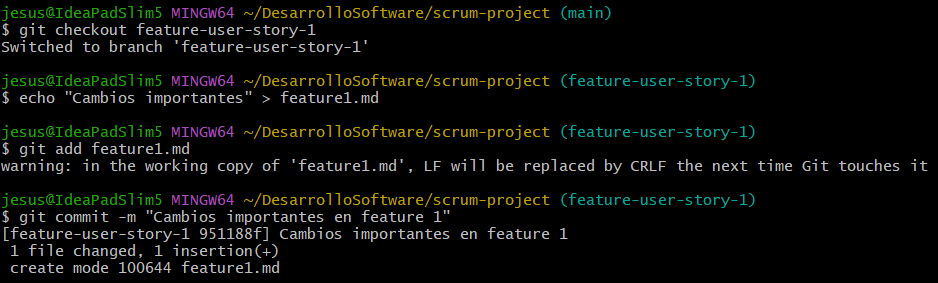 jesus@IdeaPadSlim5 MINGW64 ~/DesarrolloSoftware/scrum-project (main)
$ git checkout feature-user-story-1
Switched to branch 'feature-user-story-1'
jesus@IdeaPadSlim5 MINGW64 ~/DesarrolloSoftware/scrum-project (feature-user-story-1)
$ echo "Cambios importantes" > feature1.md
jesus@IdeaPadSlim5 MINGW64 ~/DesarrolloSoftware/scrum-project (feature-user-story-1)
$ git add feature1.md
warning: in the working copy of 'feature1.md', LF will be replaced by CRLF the next time Git touches it
jesus@IdeaPadSlim5 MINGW64 ~/DesarrolloSoftware/scrum-project (feature-user-story-1)
$ git commit -m "Cambios importantes en feature 1"
[feature-user-story-1 951188f] Cambios importantes en feature 1
 1 file changed, 1 insertion(+)
 create mode 100644 feature1.md